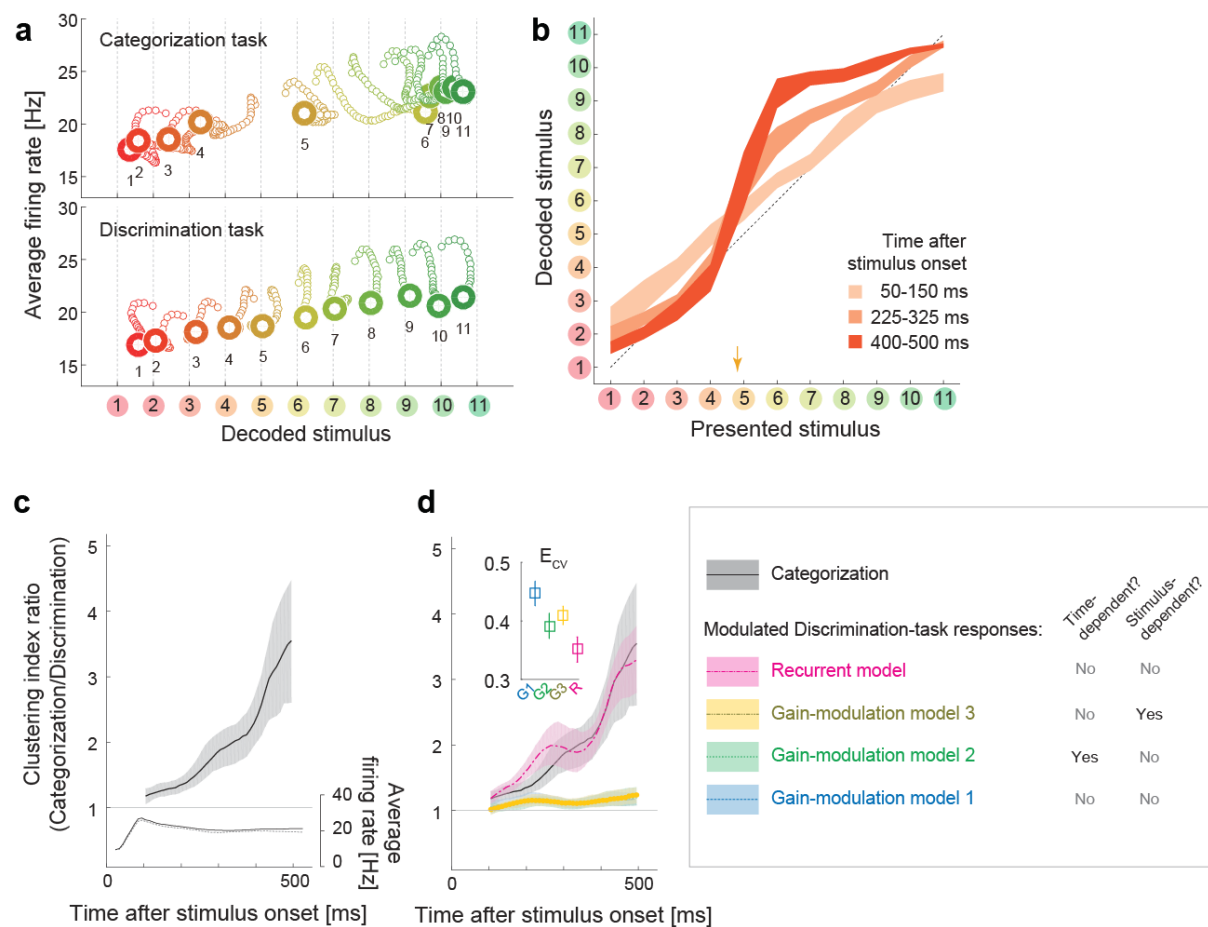 a
Average firing rate [Hz]
30
25
20
15
Categorization task
1
2
3
4
5
6
7
8
9
10
11
30
25
20
15
Discrimination task
1
2
3
4
5
6
7
8
9
10
11
1 2 3 4 5 6 7 8 9 10 11
Decoded stimulus
b
Decoded stimulus
11
10
9
8
7
6
5
4
3
2
1
Time after
stimulus onset
50-150 ms
225-325 ms
400-500 ms
1 2 3 4 5 6 7 8 9 10 11
Presented stimulus
c
Clustering index ratio
(Categorization/Discrimination)
5
4
3
2
1
40
20
0
Average
firing rate [Hz]
0 500
Time after stimulus onset [ms]
d
5
4
3
2
1
E_CV
0.5
0.4
0.3
G1 G2 G3 R
0 500
Time after stimulus onset [ms]
Categorization
Time-
dependent?
Stimulus-
dependent?
Modulated Discrimination-task responses:
Recurrent model No No
Gain-modulation model 3 No Yes
Gain-modulation model 2 Yes No
Gain-modulation model 1 No No